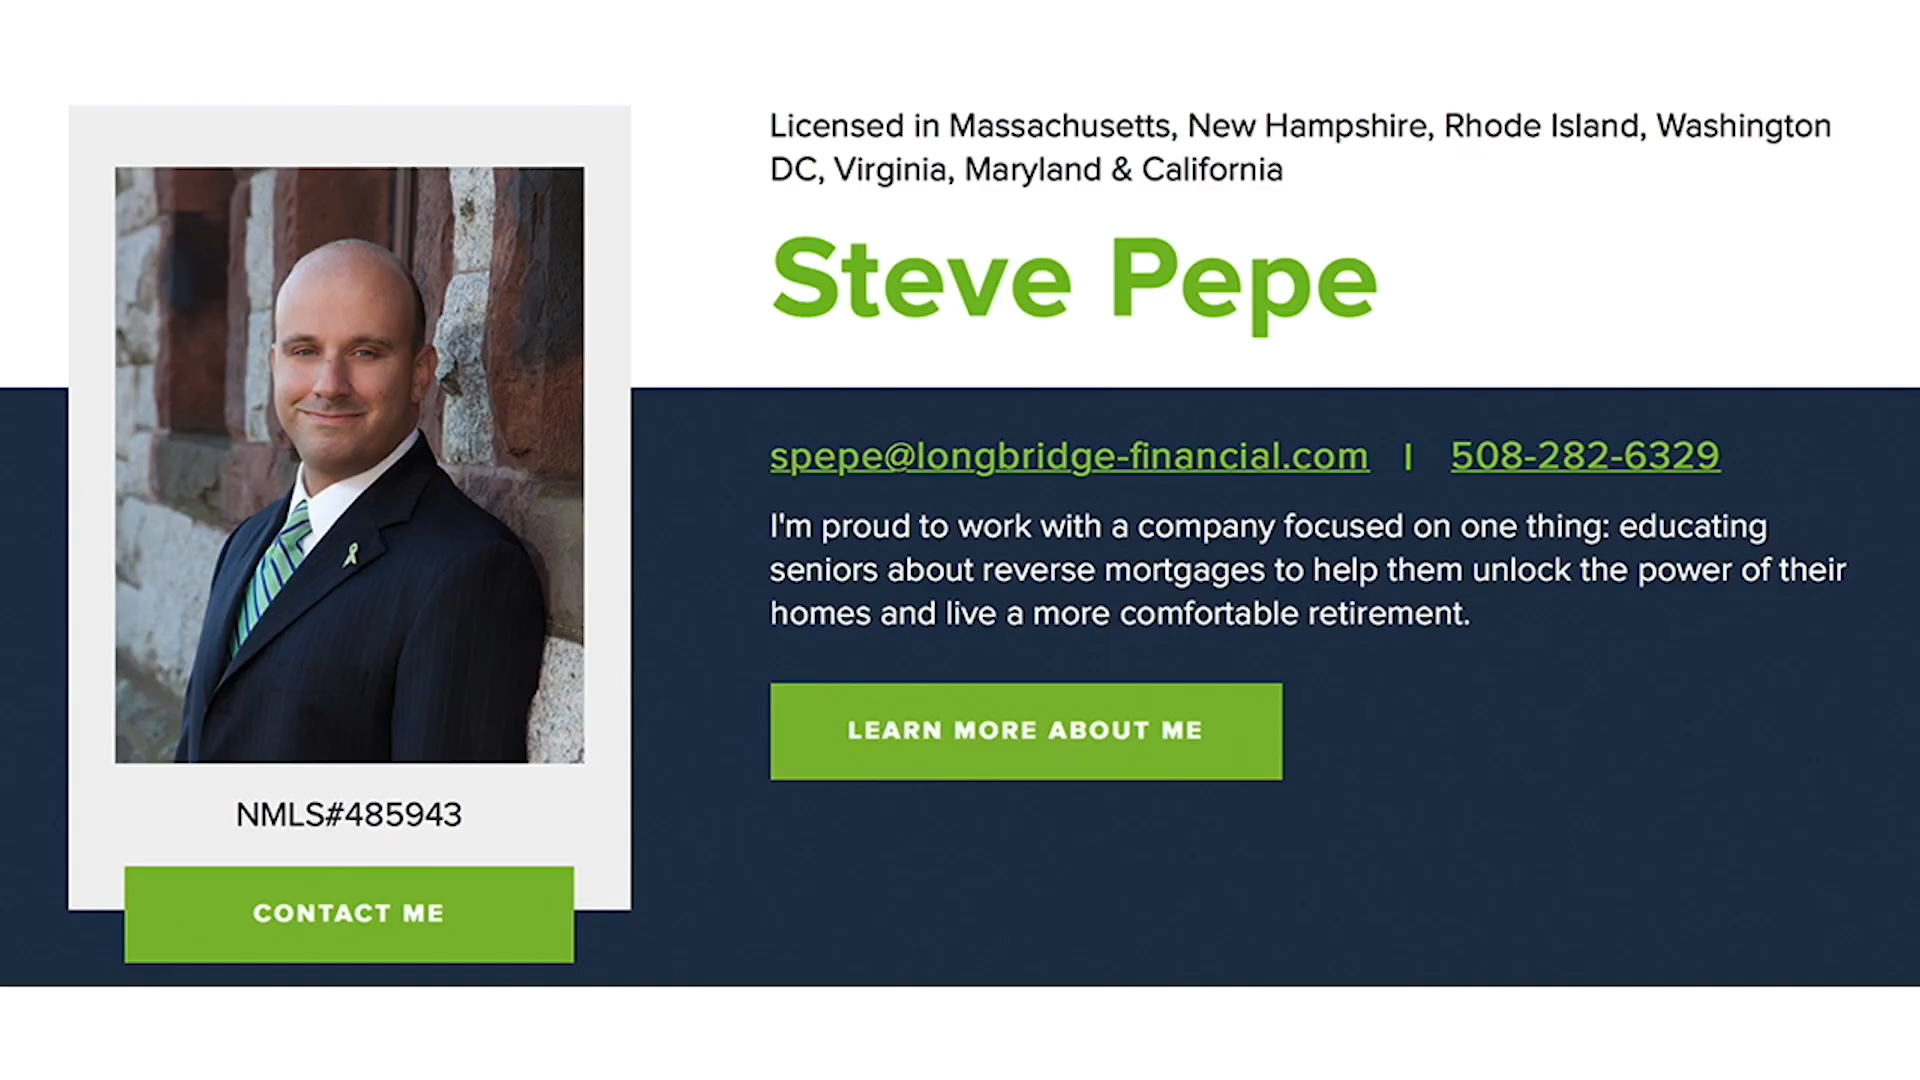 Licensed in Massachusetts, New Hampshire, Rhode Island, Washington
DC, Virginia, Maryland & California
Steve Pepe
spepe@longbridge-financial.com | 508-282-6329
I'm proud to work with a company focused on one thing: educating
seniors about reverse mortgages to help them unlock the power of their
homes and live a more comfortable retirement.
LEARN MORE ABOUT ME
NMLS#485943
CONTACT ME